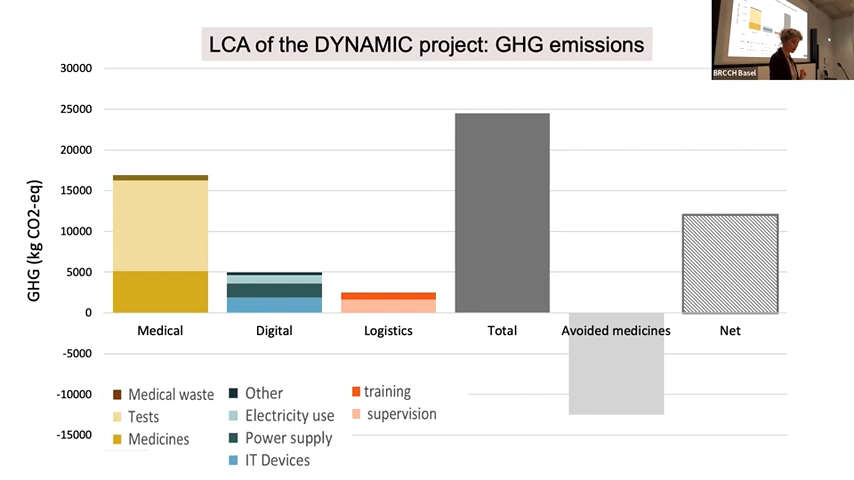 LCA of the DYNAMIC project: GHG emissions
BRCCH Basel
GHG (kg CO2-eq)
30000
25000
20000
15000
10000
5000
0
-5000
-10000
-15000
Medical Digital Logistics Total Avoided medicines Net
Medical waste
Tests
Medicines
Other
Electricity use
Power supply
IT Devices
training
supervision